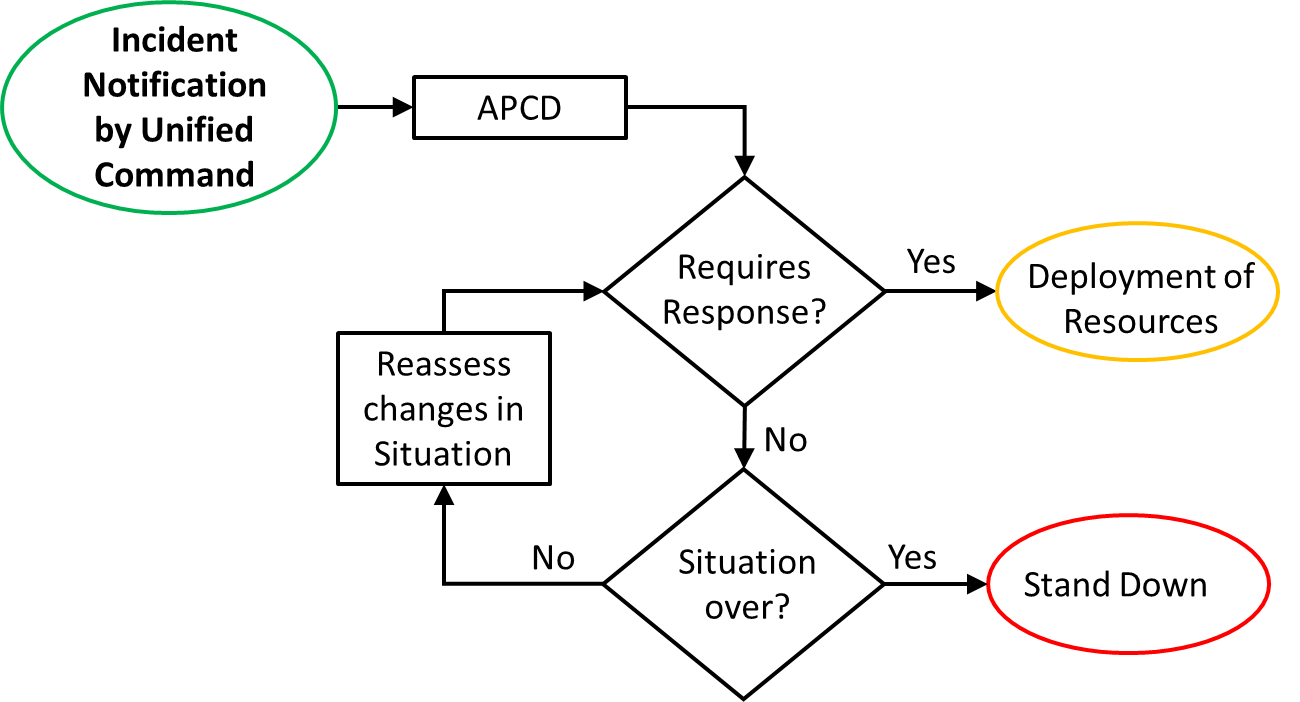 Incident
Notification
by Unified
Command
APCD
Requires
Response?
Yes
Deployment of
Resources
Reassess
changes in
Situation
No
Situation
over?
No
Yes
Stand Down